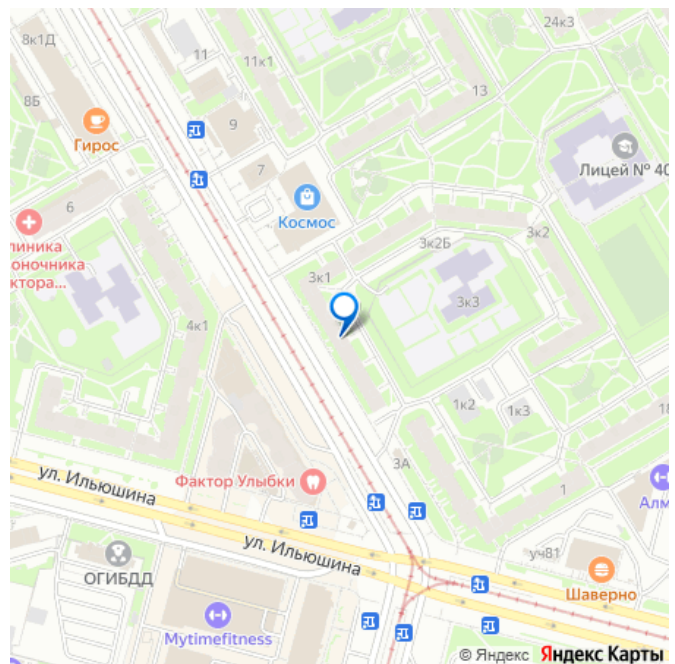 24к3
8к1Д
11
11к1
13
8Б
9
Гирос
7
Лицей № 40
6
Космос
линика
оночника
ктора...
3к2
3к2Б
3к1
3к3
4к1
1к2
1к3
18
3А
ул. Ильюшина
Фактор Улыбки
1
Алм
ул. Ильюшина
уч81
ОГИБДД
Шаверно
Mytimefitness
© Яндекс Яндекс Карты